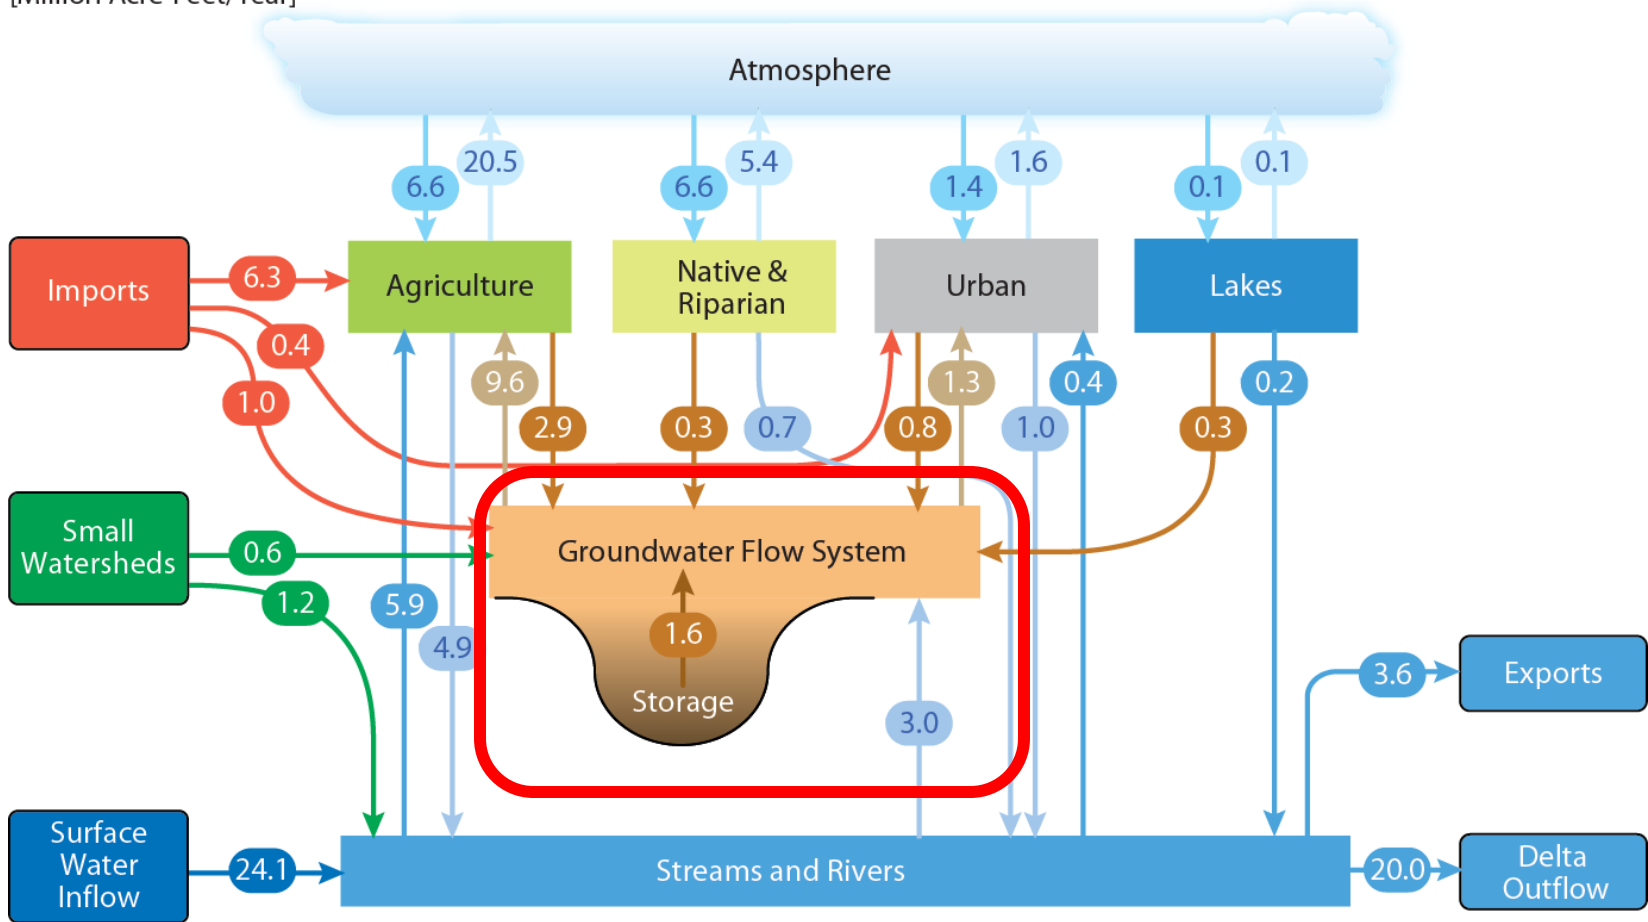 [Million Acre-Feet/Year]
Atmosphere
20.5
5.4
1.6
0.1
6.6
6.6
1.4
0.1
Imports
6.3
Agriculture
Native &
Riparian
Urban
Lakes
0.4
1.0
9.6
1.3
0.4
0.2
2.9
0.3
0.7
0.8
1.0
0.3
Small
Watersheds
0.6
1.2
Groundwater Flow System
5.9
4.9
1.6
Storage
3.0
3.6
Exports
Surface
Water
Inflow
24.1
Streams and Rivers
20.0
Delta
Outflow